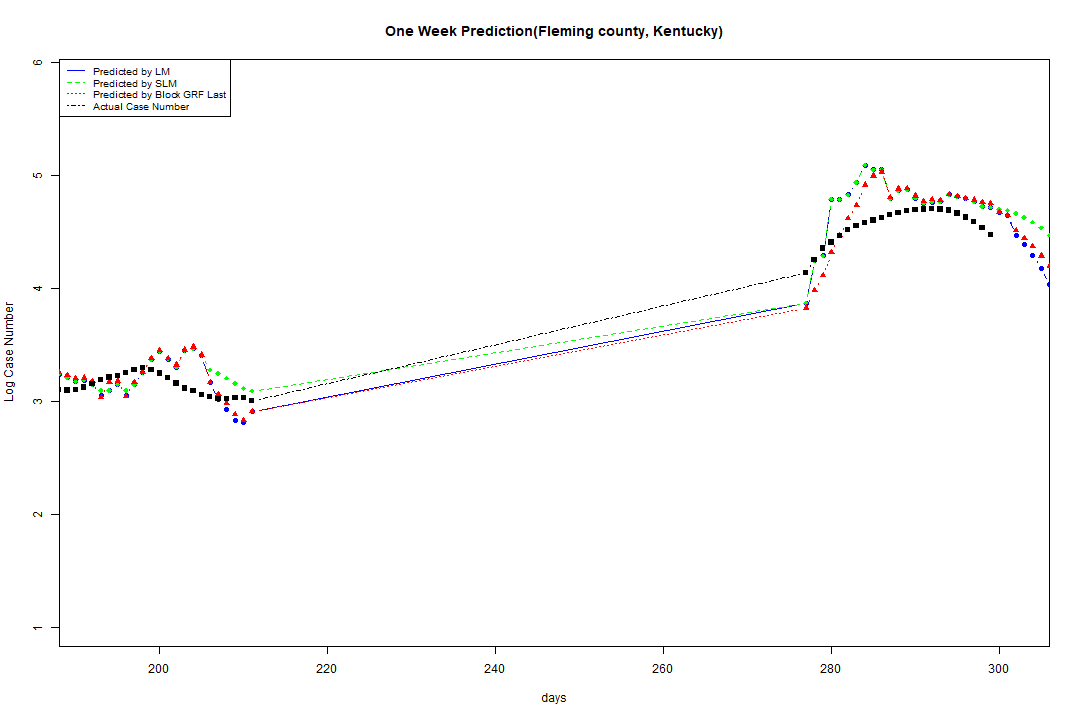 One Week Prediction(Fleming county, Kentucky)
Predicted by LM
Predicted by SLM
Predicted by Block GRF Last
Actual Case Number
6
5
4
3
2
1
Log Case Number
200 220 240 260 280 300
days